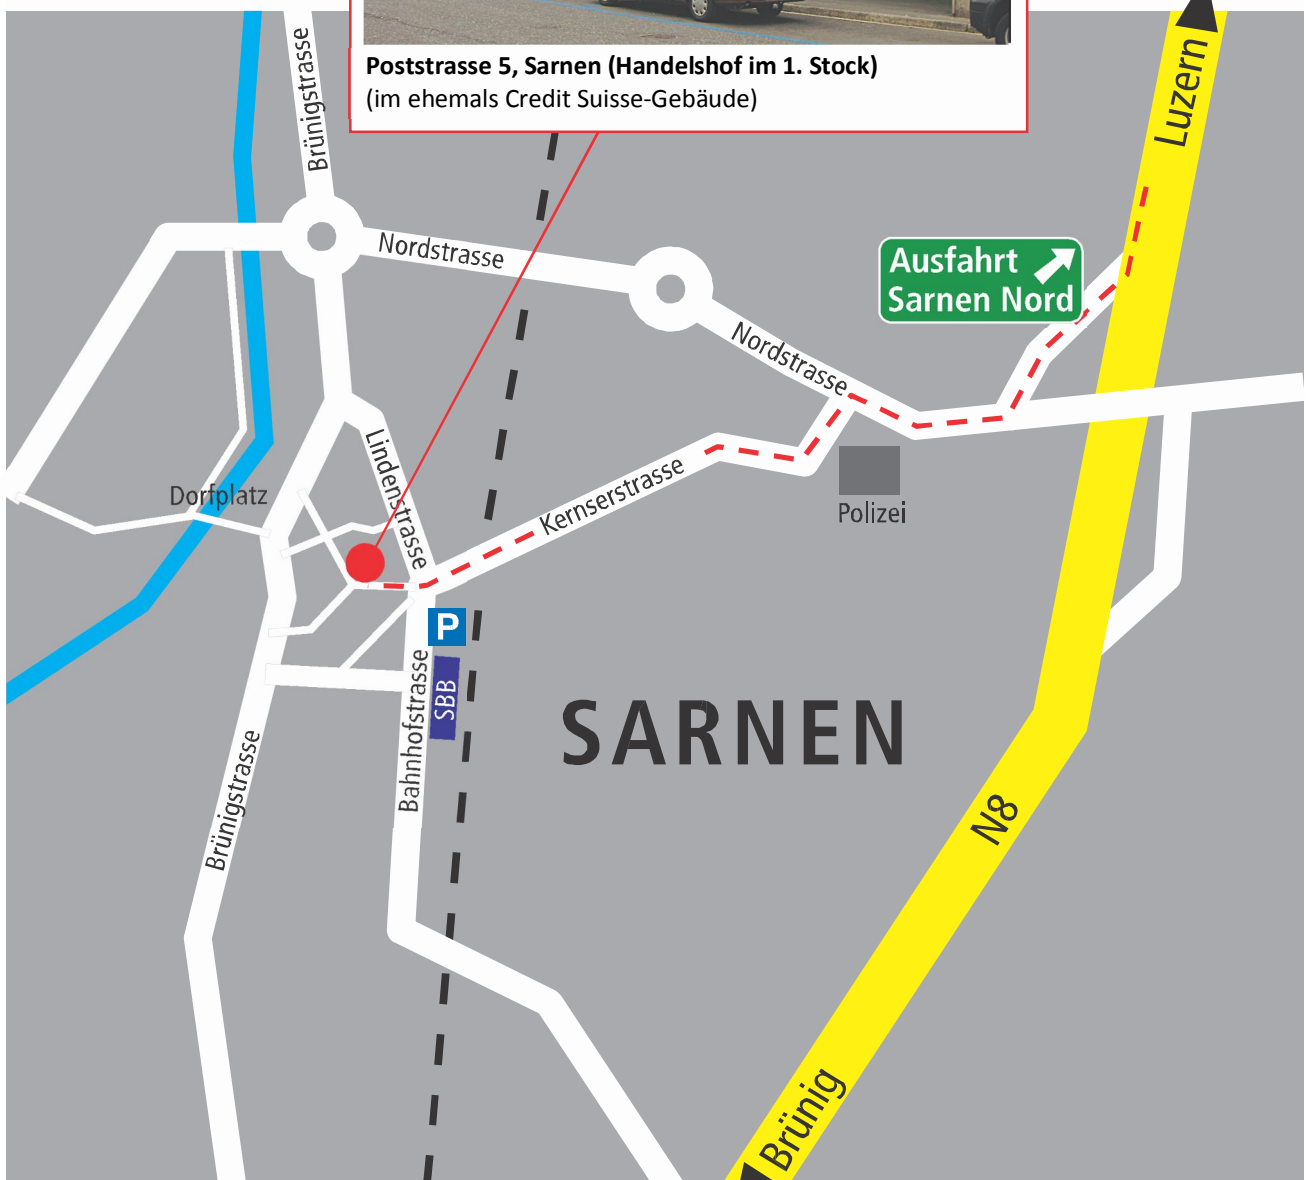 Poststrasse 5, Sarnen (Handelshof im 1. Stock)
(im ehemals Credit Suisse-Gebäude)
Luzern
Brünigstrasse
Nordstrasse
Ausfahrt
Sarnen Nord
Nordstrasse
Lindenstrasse
Dorfplatz
Kernserstrasse
Polizei
P
SBB
Bahnhofstrasse
SARNEN
Brünigstrasse
N8
Brünig